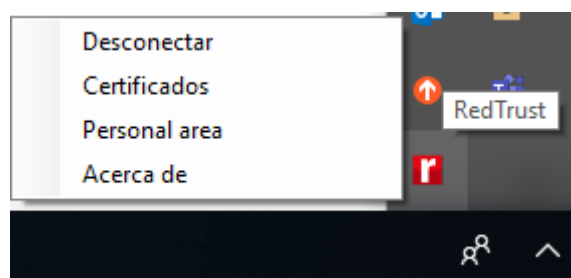 Desconectar
Certificados
Personal area
Acerca de
RedTrust
r